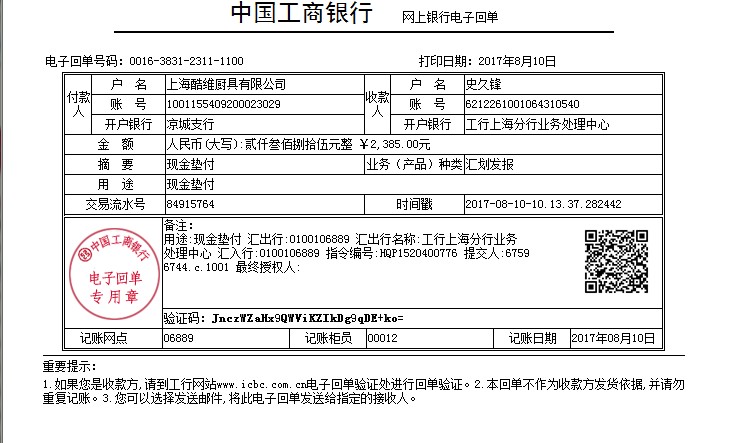 中国工商银行 网上银行电子回单
电子回单号码：0016-3831-2311-1100 打印日期：2017年8月10日
付款人 户 名 上海酷维厨具有限公司 收款人 户 名 史久锋
账 号 1001155409200023029 账 号 6212261001064310540
开户银行 凉城支行 开户银行 工行上海分行业务处理中心
金 额 人民币(大写):贰仟叁佰捌拾伍元整 ￥2,385.00元
摘 要 现金垫付 业务（产品）种类 汇划发报
用 途 现金垫付
交易流水号 84915764 时间戳 2017-08-10-10.13.37.282442
中国工商银行
电子回单
专用章
备注：
用途:现金垫付 汇出行:0100106889 汇出行名称:工行上海分行业务
处理中心 汇入行:0100106889 指令编号:HQF1520400776 提交人:6759
6744.c.1001 最终授权人:
验证码：JnczWZaHx9QWViKZIkDg9qDE+ko=
记账网点 06889 记账柜员 00012 记账日期 2017年08月10日
重要提示：
1.如果您是收款方,请到工行网站www.icbc.com.cn电子回单验证处进行回单验证。2.本回单不作为收款方发货依据,并请勿
重复记账。3.您可以选择发送邮件,将此电子回单发送给指定的接收人。